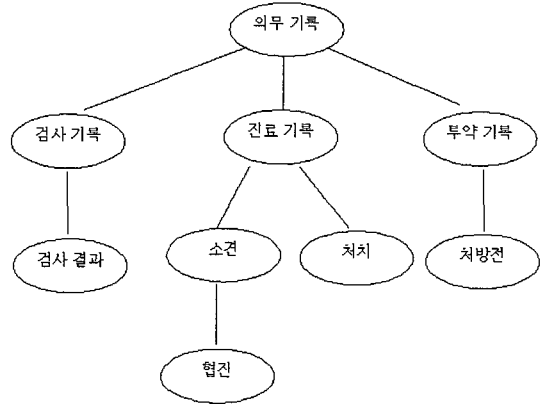 의무 기록
검사 기록
진료 기록
투약 기록
검사 결과
소견
처치
처방전
협진